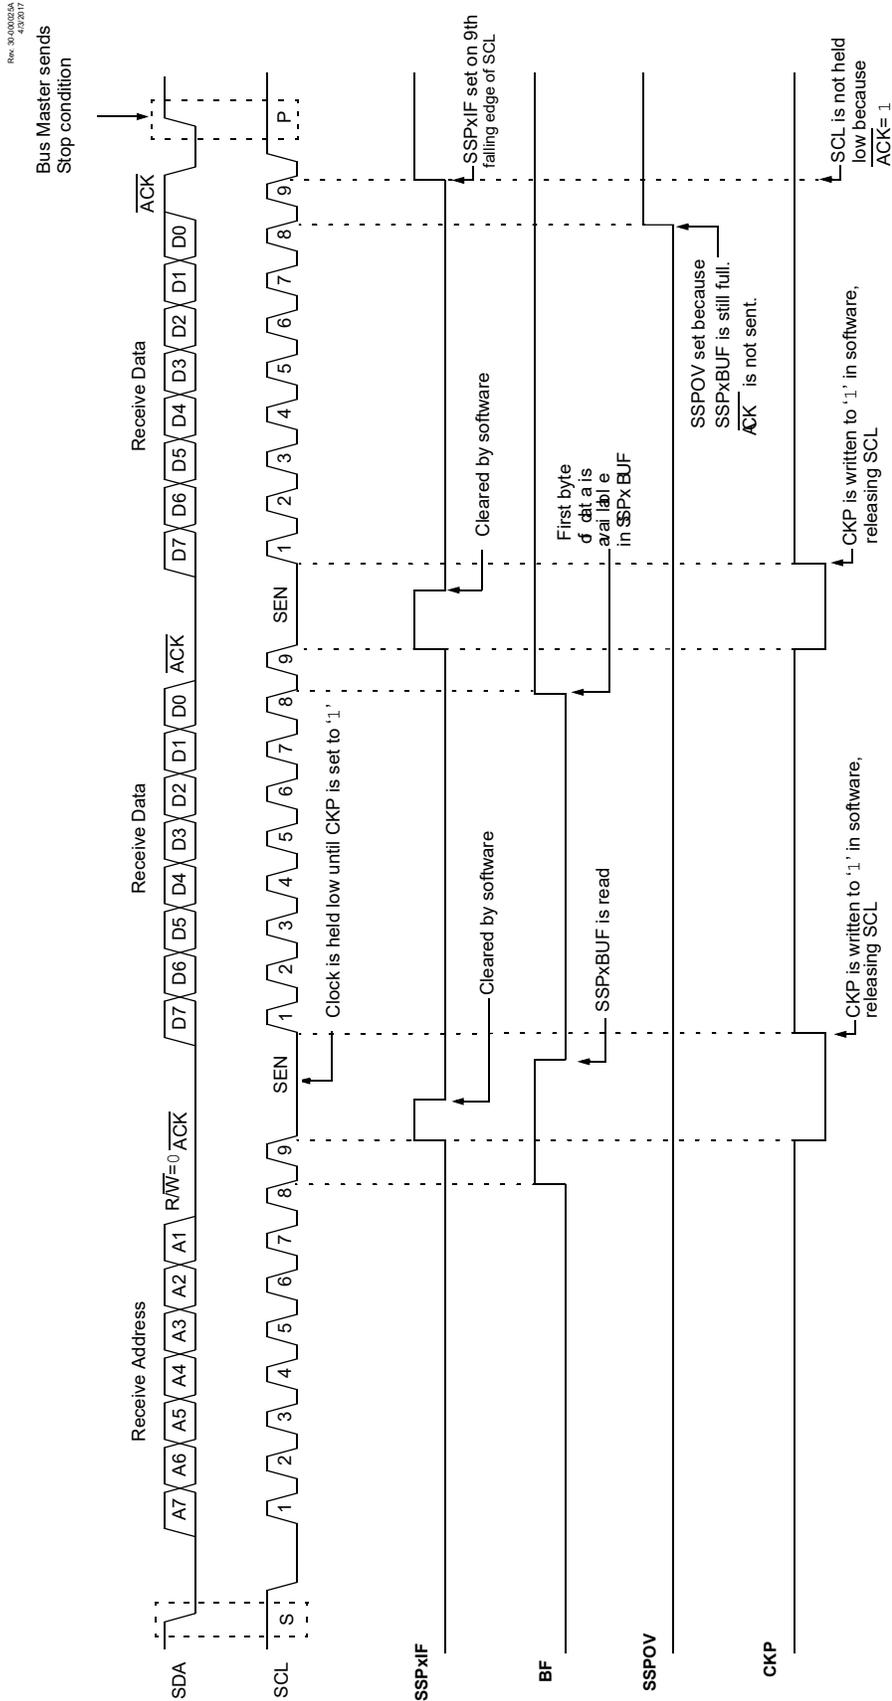 Rev. 30-000025A
4/3/2017
Bus Master sends
Stop condition
Receive Address
Receive Data
Receive Data
ACK
SDA
A7
A6
A5
A4
A3
A2
A1
R/W=0
ACK
D7
D6
D5
D4
D3
D2
D1
D0
ACK
D7
D6
D5
D4
D3
D2
D1
D0
SCL
S
1
2
3
4
5
6
7
8
9
SEN
1
2
3
4
5
6
7
8
9
SEN
1
2
3
4
5
6
7
8
9
P
Clock is held low until CKP is set to ‘1’
SSPxIF
Cleared by software
Cleared by software
SSPxIF set on 9th
falling edge of SCL
BF
SSPxBUF is read
First byte
of data is
available
in SSPxBUF
SSPOV
SSPOV set because
SSPxBUF is still full.
ACK is not sent.
CKP
CKP is written to ‘1’ in software,
releasing SCL
CKP is written to ‘1’ in software,
releasing SCL
SCL is not held
low because
ACK= 1